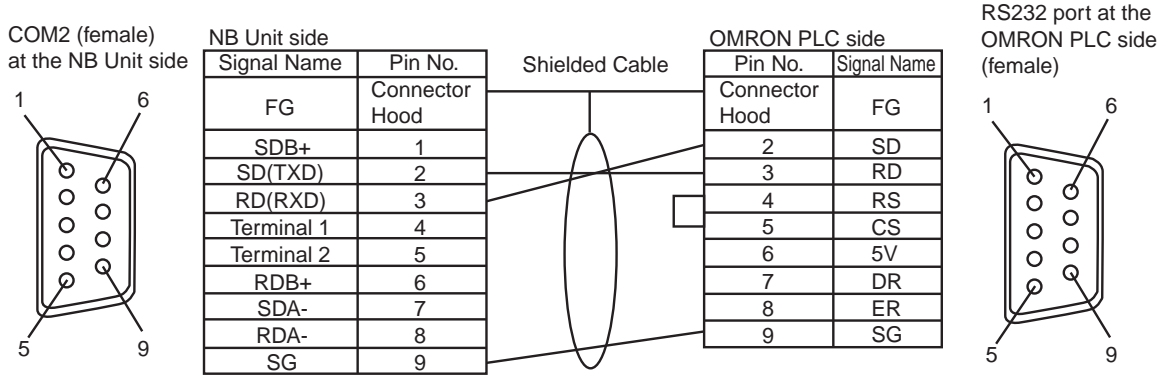 COM2 (female)
at the NB Unit side
1
6
5
9
NB Unit side
Signal Name Pin No.
FG Connector Hood
SDB+ 1
SD(TXD) 2
RD(RXD) 3
Terminal 1 4
Terminal 2 5
RDB+ 6
SDA- 7
RDA- 8
SG 9
Shielded Cable
OMRON PLC side
Pin No. Signal Name
Connector Hood FG
2 SD
3 RD
4 RS
5 CS
6 5V
7 DR
8 ER
9 SG
RS232 port at the
OMRON PLC side
(female)
1
6
5
9